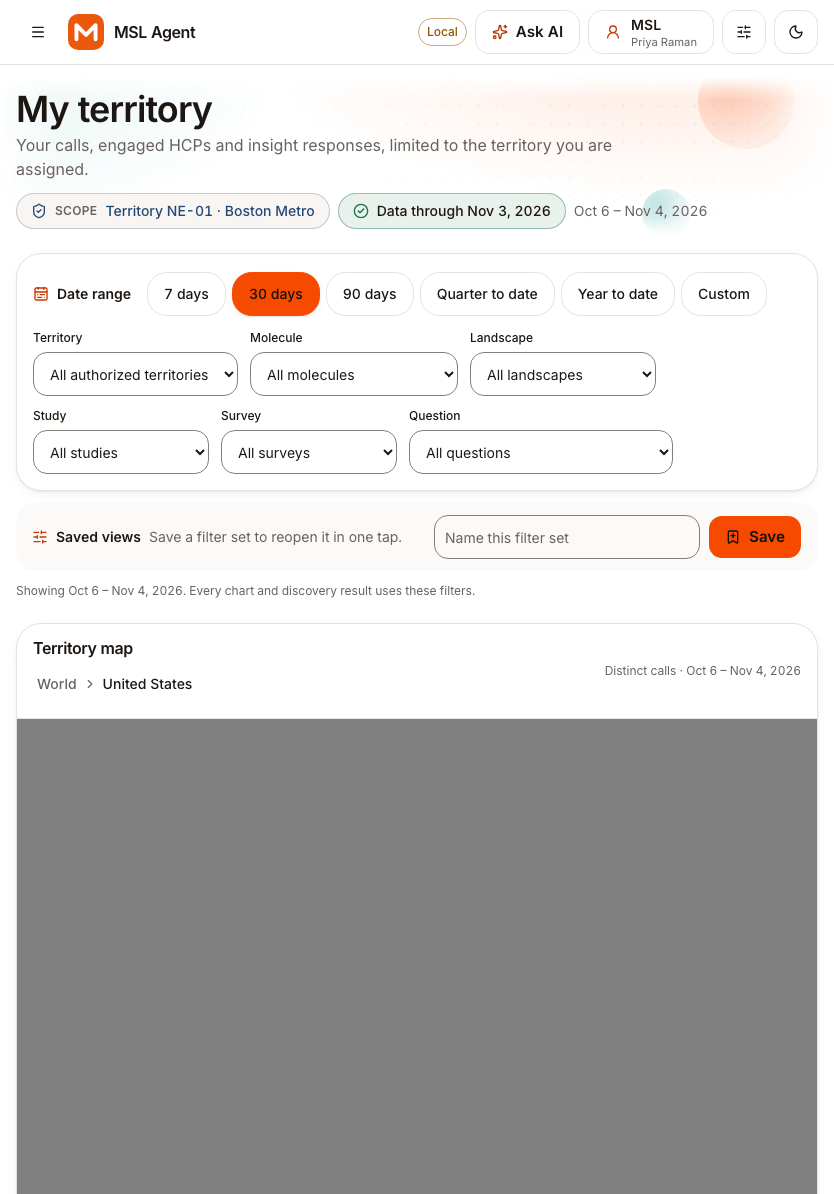 MSL Agent
Local
Ask AI
MSL
Priya Raman
My territory
Your calls, engaged HCPs and insight responses, limited to the territory you are
assigned.
SCOPE Territory NE-01 · Boston Metro
Data through Nov 3, 2026
Oct 6 – Nov 4, 2026
Date range
7 days
30 days
90 days
Quarter to date
Year to date
Custom
Territory
Molecule
Landscape
All authorized territories
All molecules
All landscapes
Study
Survey
Question
All studies
All surveys
All questions
Saved views
Save a filter set to reopen it in one tap.
Name this filter set
Save
Showing Oct 6 – Nov 4, 2026. Every chart and discovery result uses these filters.
Territory map
Distinct calls · Oct 6 – Nov 4, 2026
World > United States